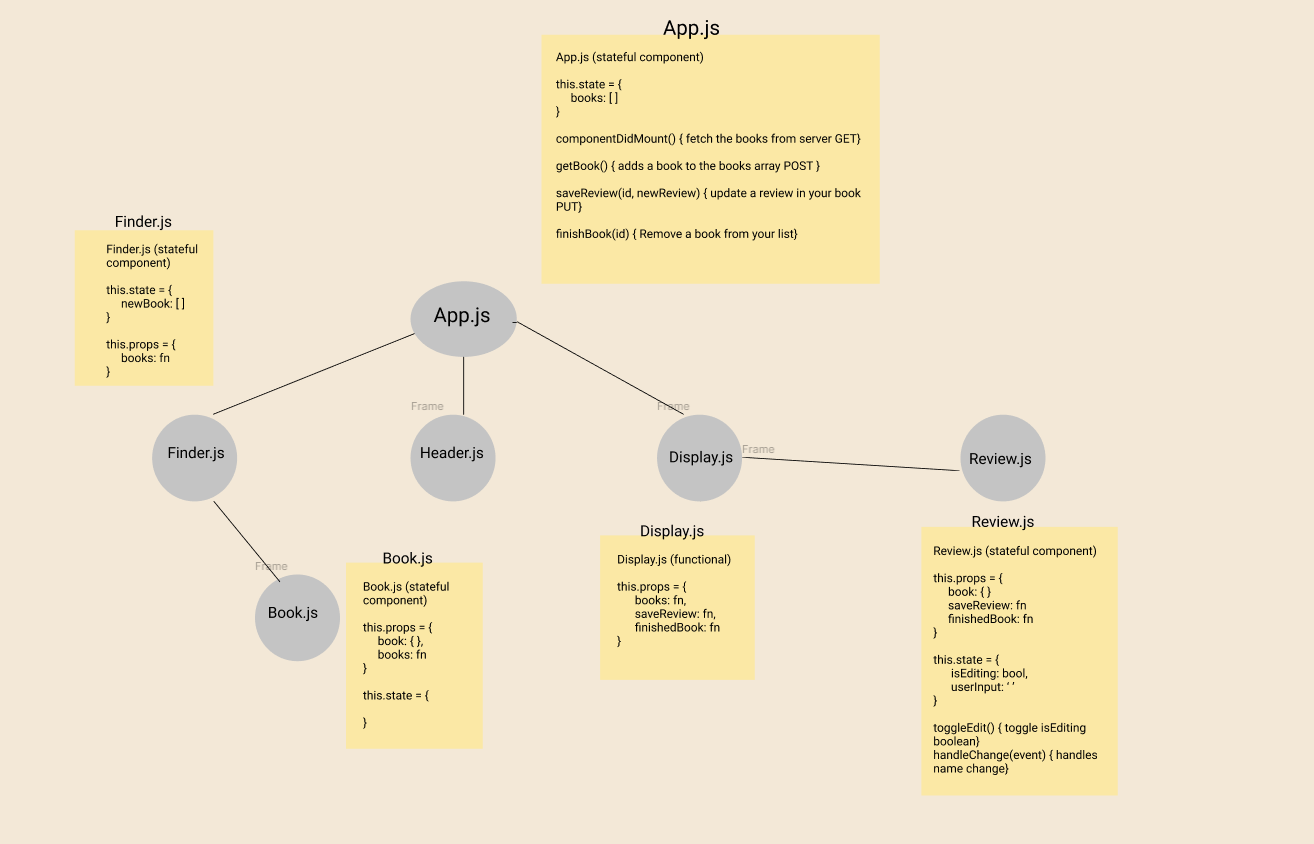 App.js
App.js (stateful component)
this.state = {
books: [ ]
}
componentDidMount() { fetch the books from server GET}
getBook() { adds a book to the books array POST }
saveReview(id, newReview) { update a review in your book
PUT}
finishBook(id) { Remove a book from your list}
Finder.js
Finder.js (stateful
component)
this.state = {
newBook: [ ]
}
this.props = {
books: fn
}
App.js
Frame
Frame
Finder.js
Header.js
Display.js
Frame
Review.js
Frame
Book.js
Book.js
Book.js (stateful
component)
this.props = {
book: { },
books: fn
}
this.state = {
}
Display.js
Display.js (functional)
this.props = {
books: fn,
saveReview: fn,
finishedBook: fn
}
Review.js
Review.js (stateful component)
this.props = {
book: { }
saveReview: fn
finishedBook: fn
}
this.state = {
isEditing: bool,
userInput: ‘ ’
}
toggleEdit() { toggle isEditing
boolean}
handleChange(event) { handles
name change}